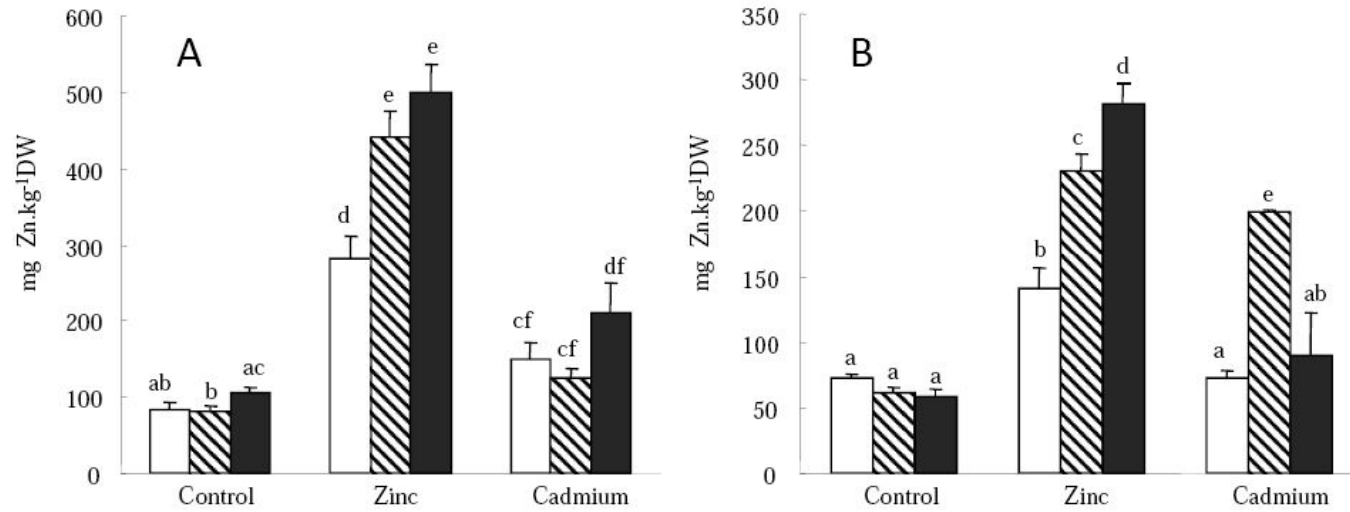 A
mg Zn.kg-1DW
600
500
400
300
200
100
0
ab
b
ac
d
e
e
cf
cf
df
Control
Zinc
Cadmium
B
mg Zn.kg-1DW
350
300
250
200
150
100
50
0
a
a
a
b
c
d
a
e
ab
Control
Zinc
Cadmium